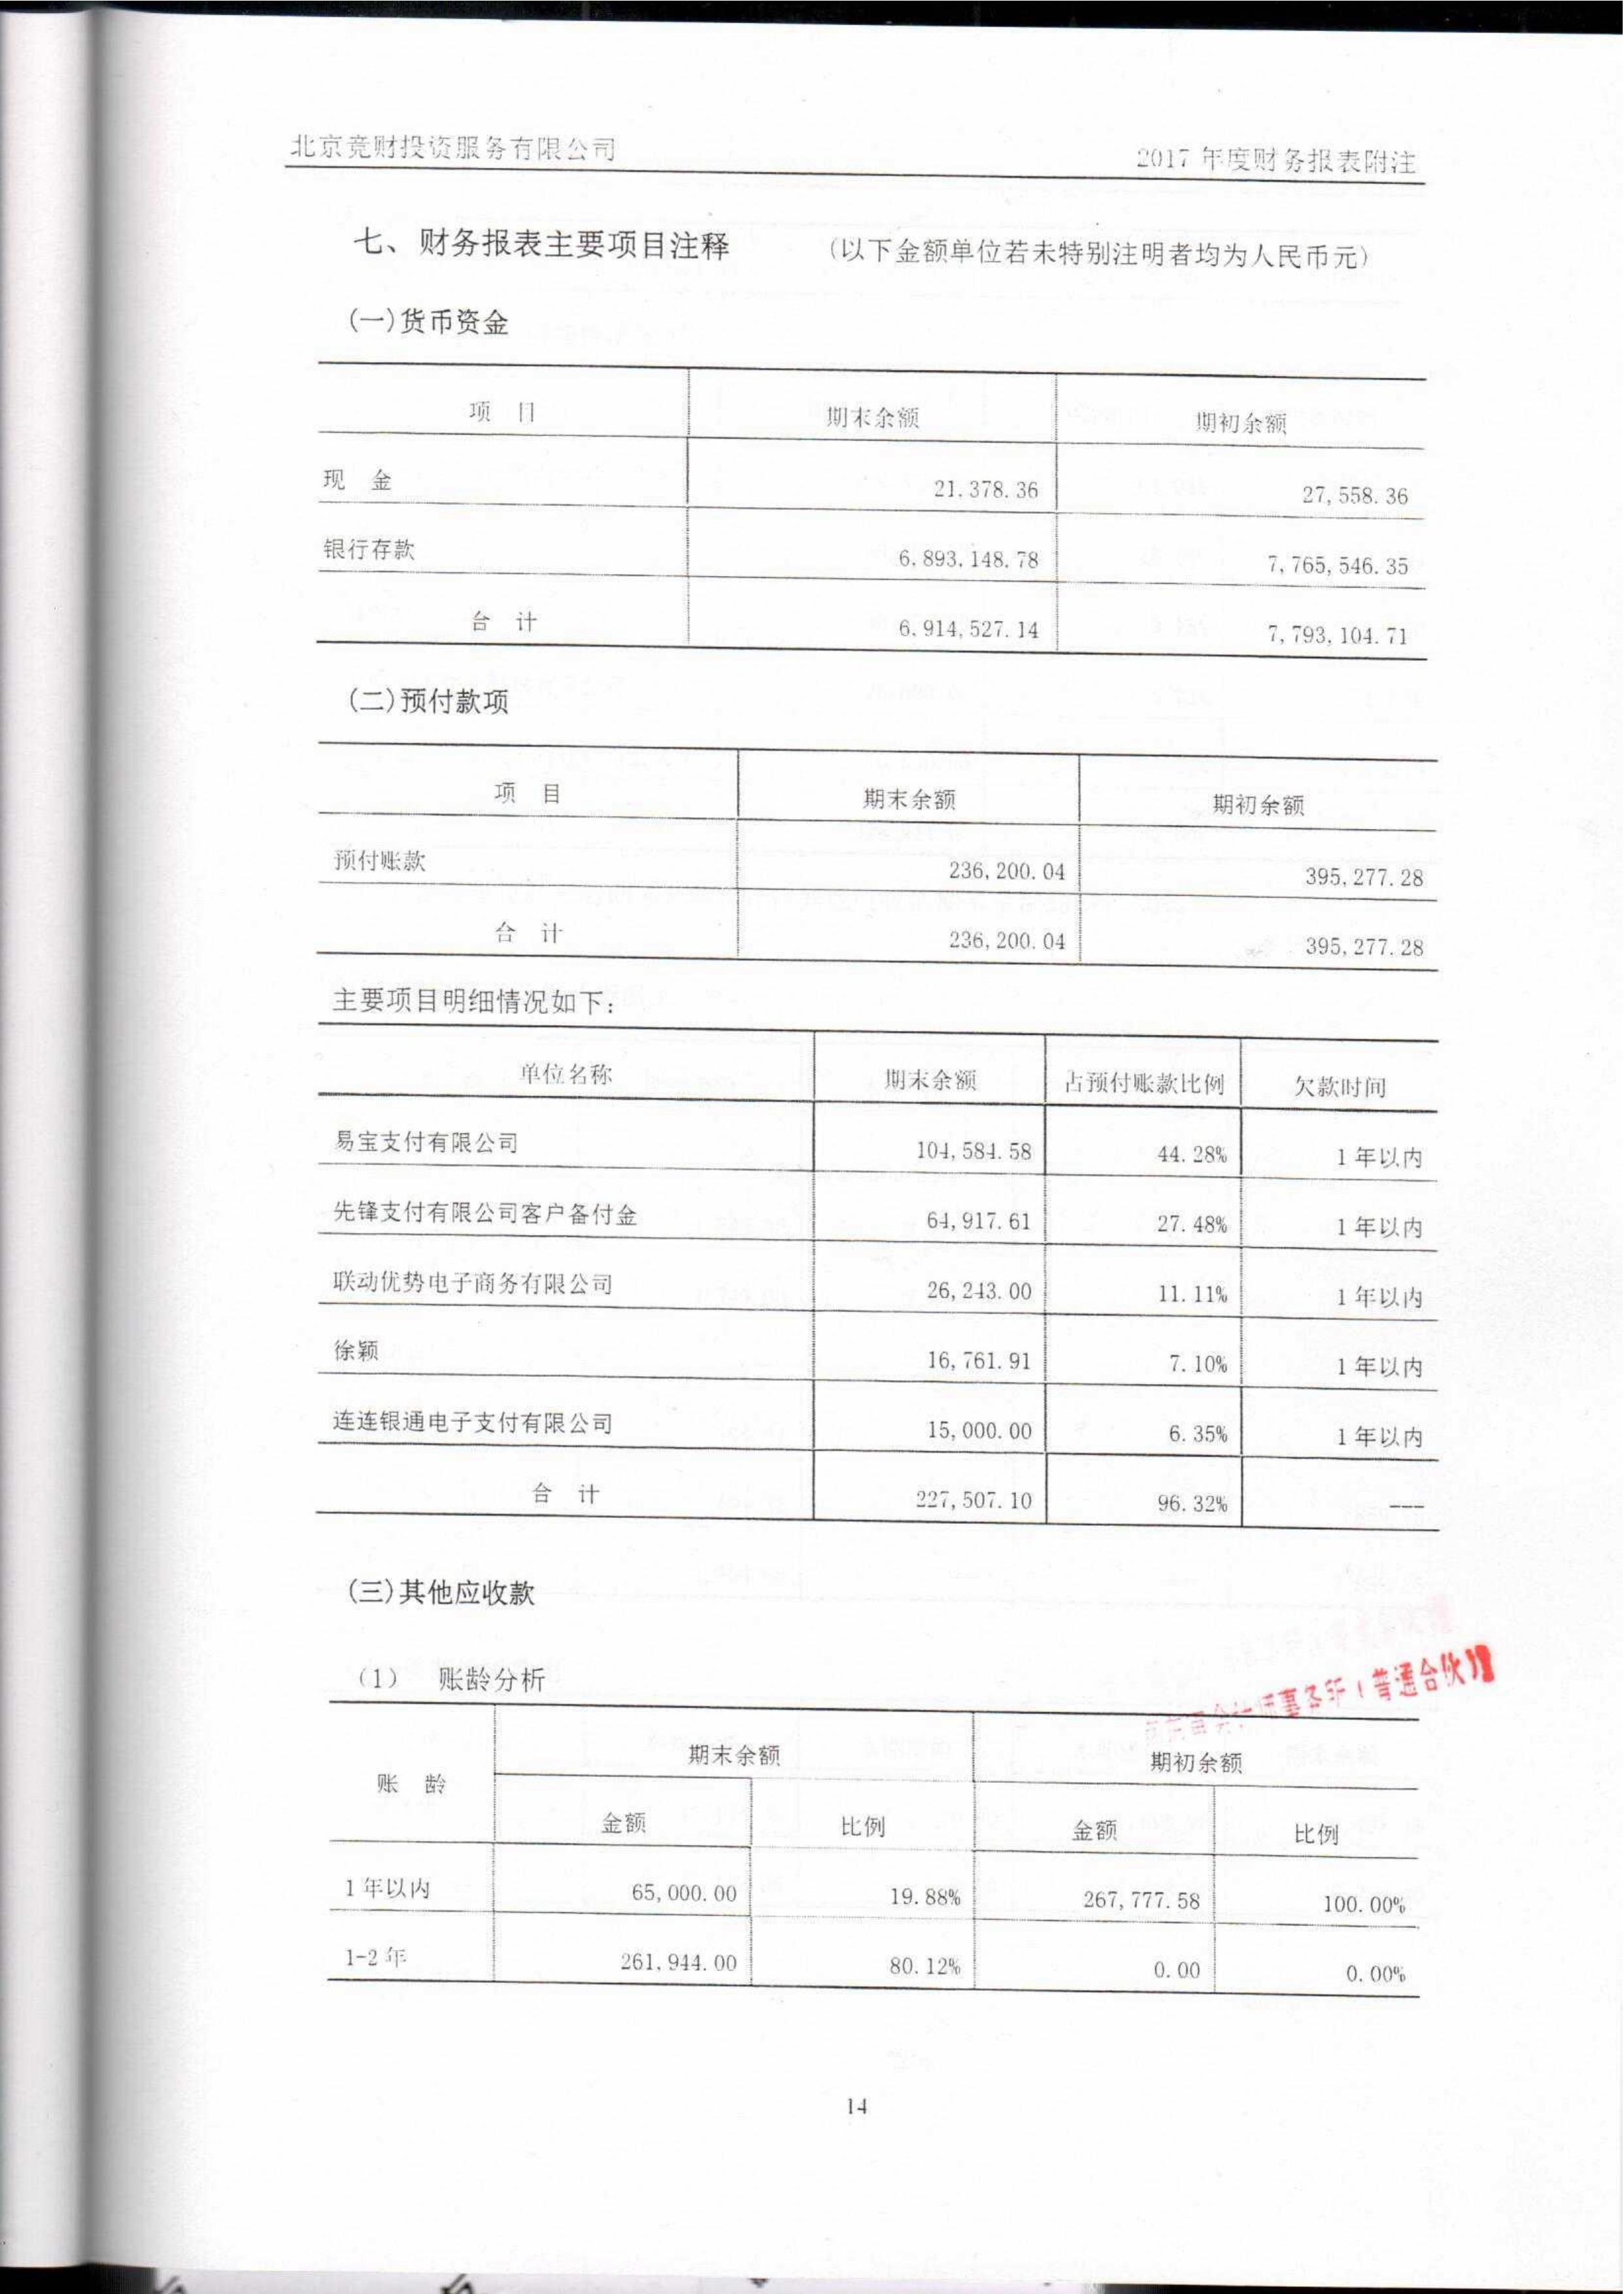 北京竞财投资服务有限公司 2017 年度财务报表附注
七、财务报表主要项目注释 (以下金额单位若未特别注明者均为人民币元)
(一)货币资金
项 目 期末余额 期初余额
现 金 21,378.36 27,558.36
银行存款 6,893,148.78 7,765,546.35
合 计 6,914,527.14 7,793,104.71
(二)预付款项
项 目 期末余额 期初余额
预付账款 236,200.04 395,277.28
合 计 236,200.04 395,277.28
主要项目明细情况如下:
单位名称 期末余额 占预付账款比例 欠款时间
易宝支付有限公司 104,584.58 44.28% 1 年以内
先锋支付有限公司客户备付金 64,917.61 27.48% 1 年以内
联动优势电子商务有限公司 26,243.00 11.11% 1 年以内
徐颖 16,761.91 7.10% 1 年以内
连连银通电子支付有限公司 15,000.00 6.35% 1 年以内
合 计 227,507.10 96.32% ---
(三)其他应收款
(1) 账龄分析
会计师事务所(普通合伙)
账 龄 期末余额 期初余额
金额 比例 金额 比例
1 年以内 65,000.00 19.88% 267,777.58 100.00%
1-2 年 261,944.00 80.12% 0.00 0.00%
14